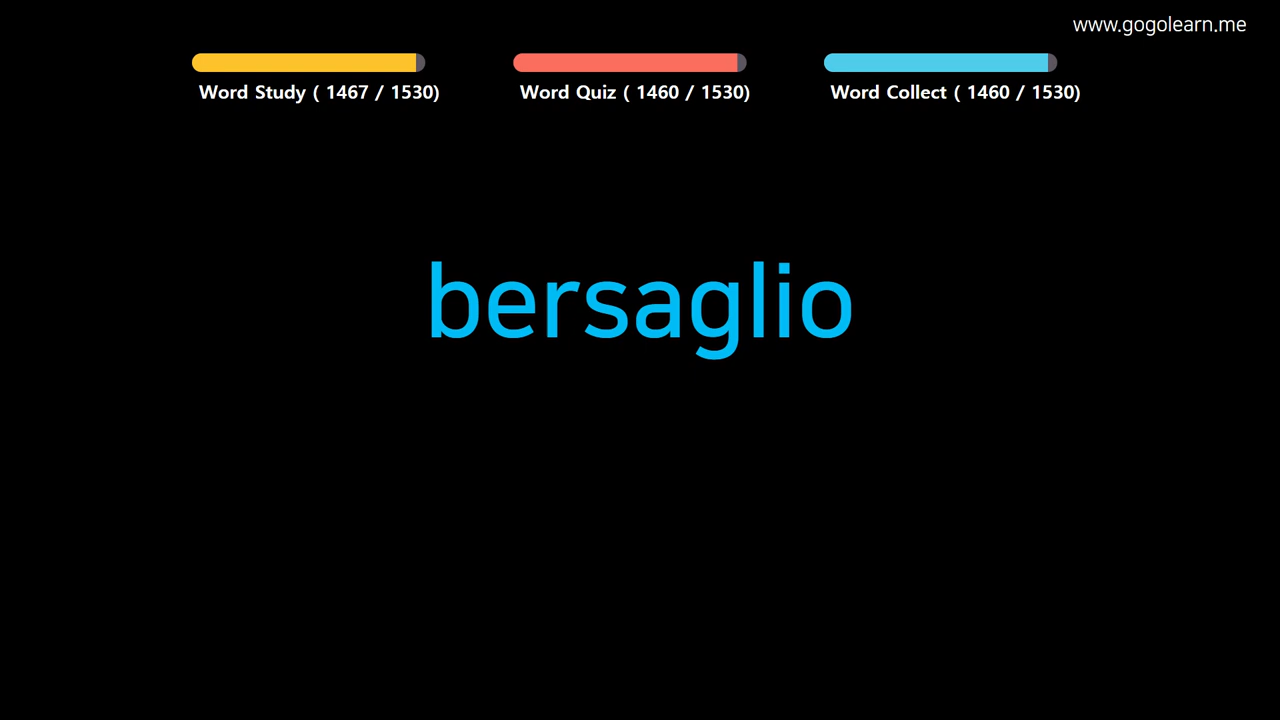 www.gogolearn.me
Word Study ( 1467 / 1530)
Word Quiz ( 1460 / 1530)
Word Collect ( 1460 / 1530)
bersaglio